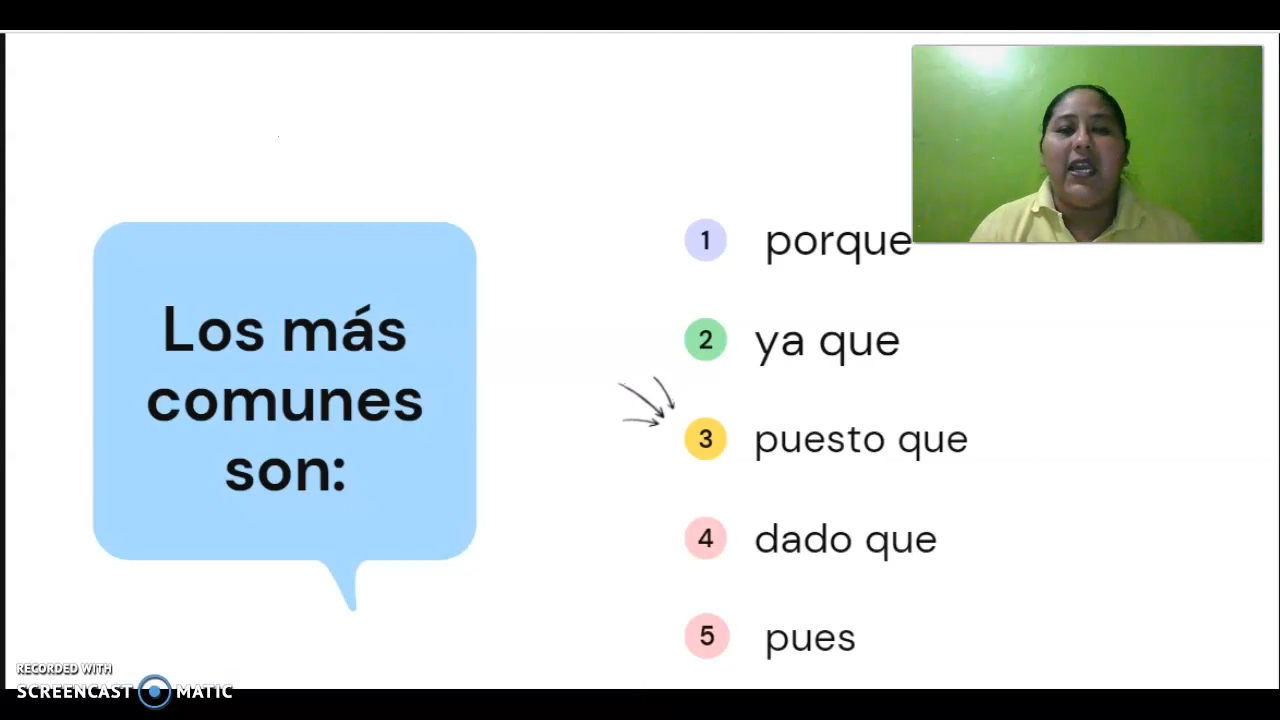 Los más
comunes
son:
1 porque
2 ya que
3 puesto que
4 dado que
5 pues
RECORDED WITH
SCREENCAST MATIC